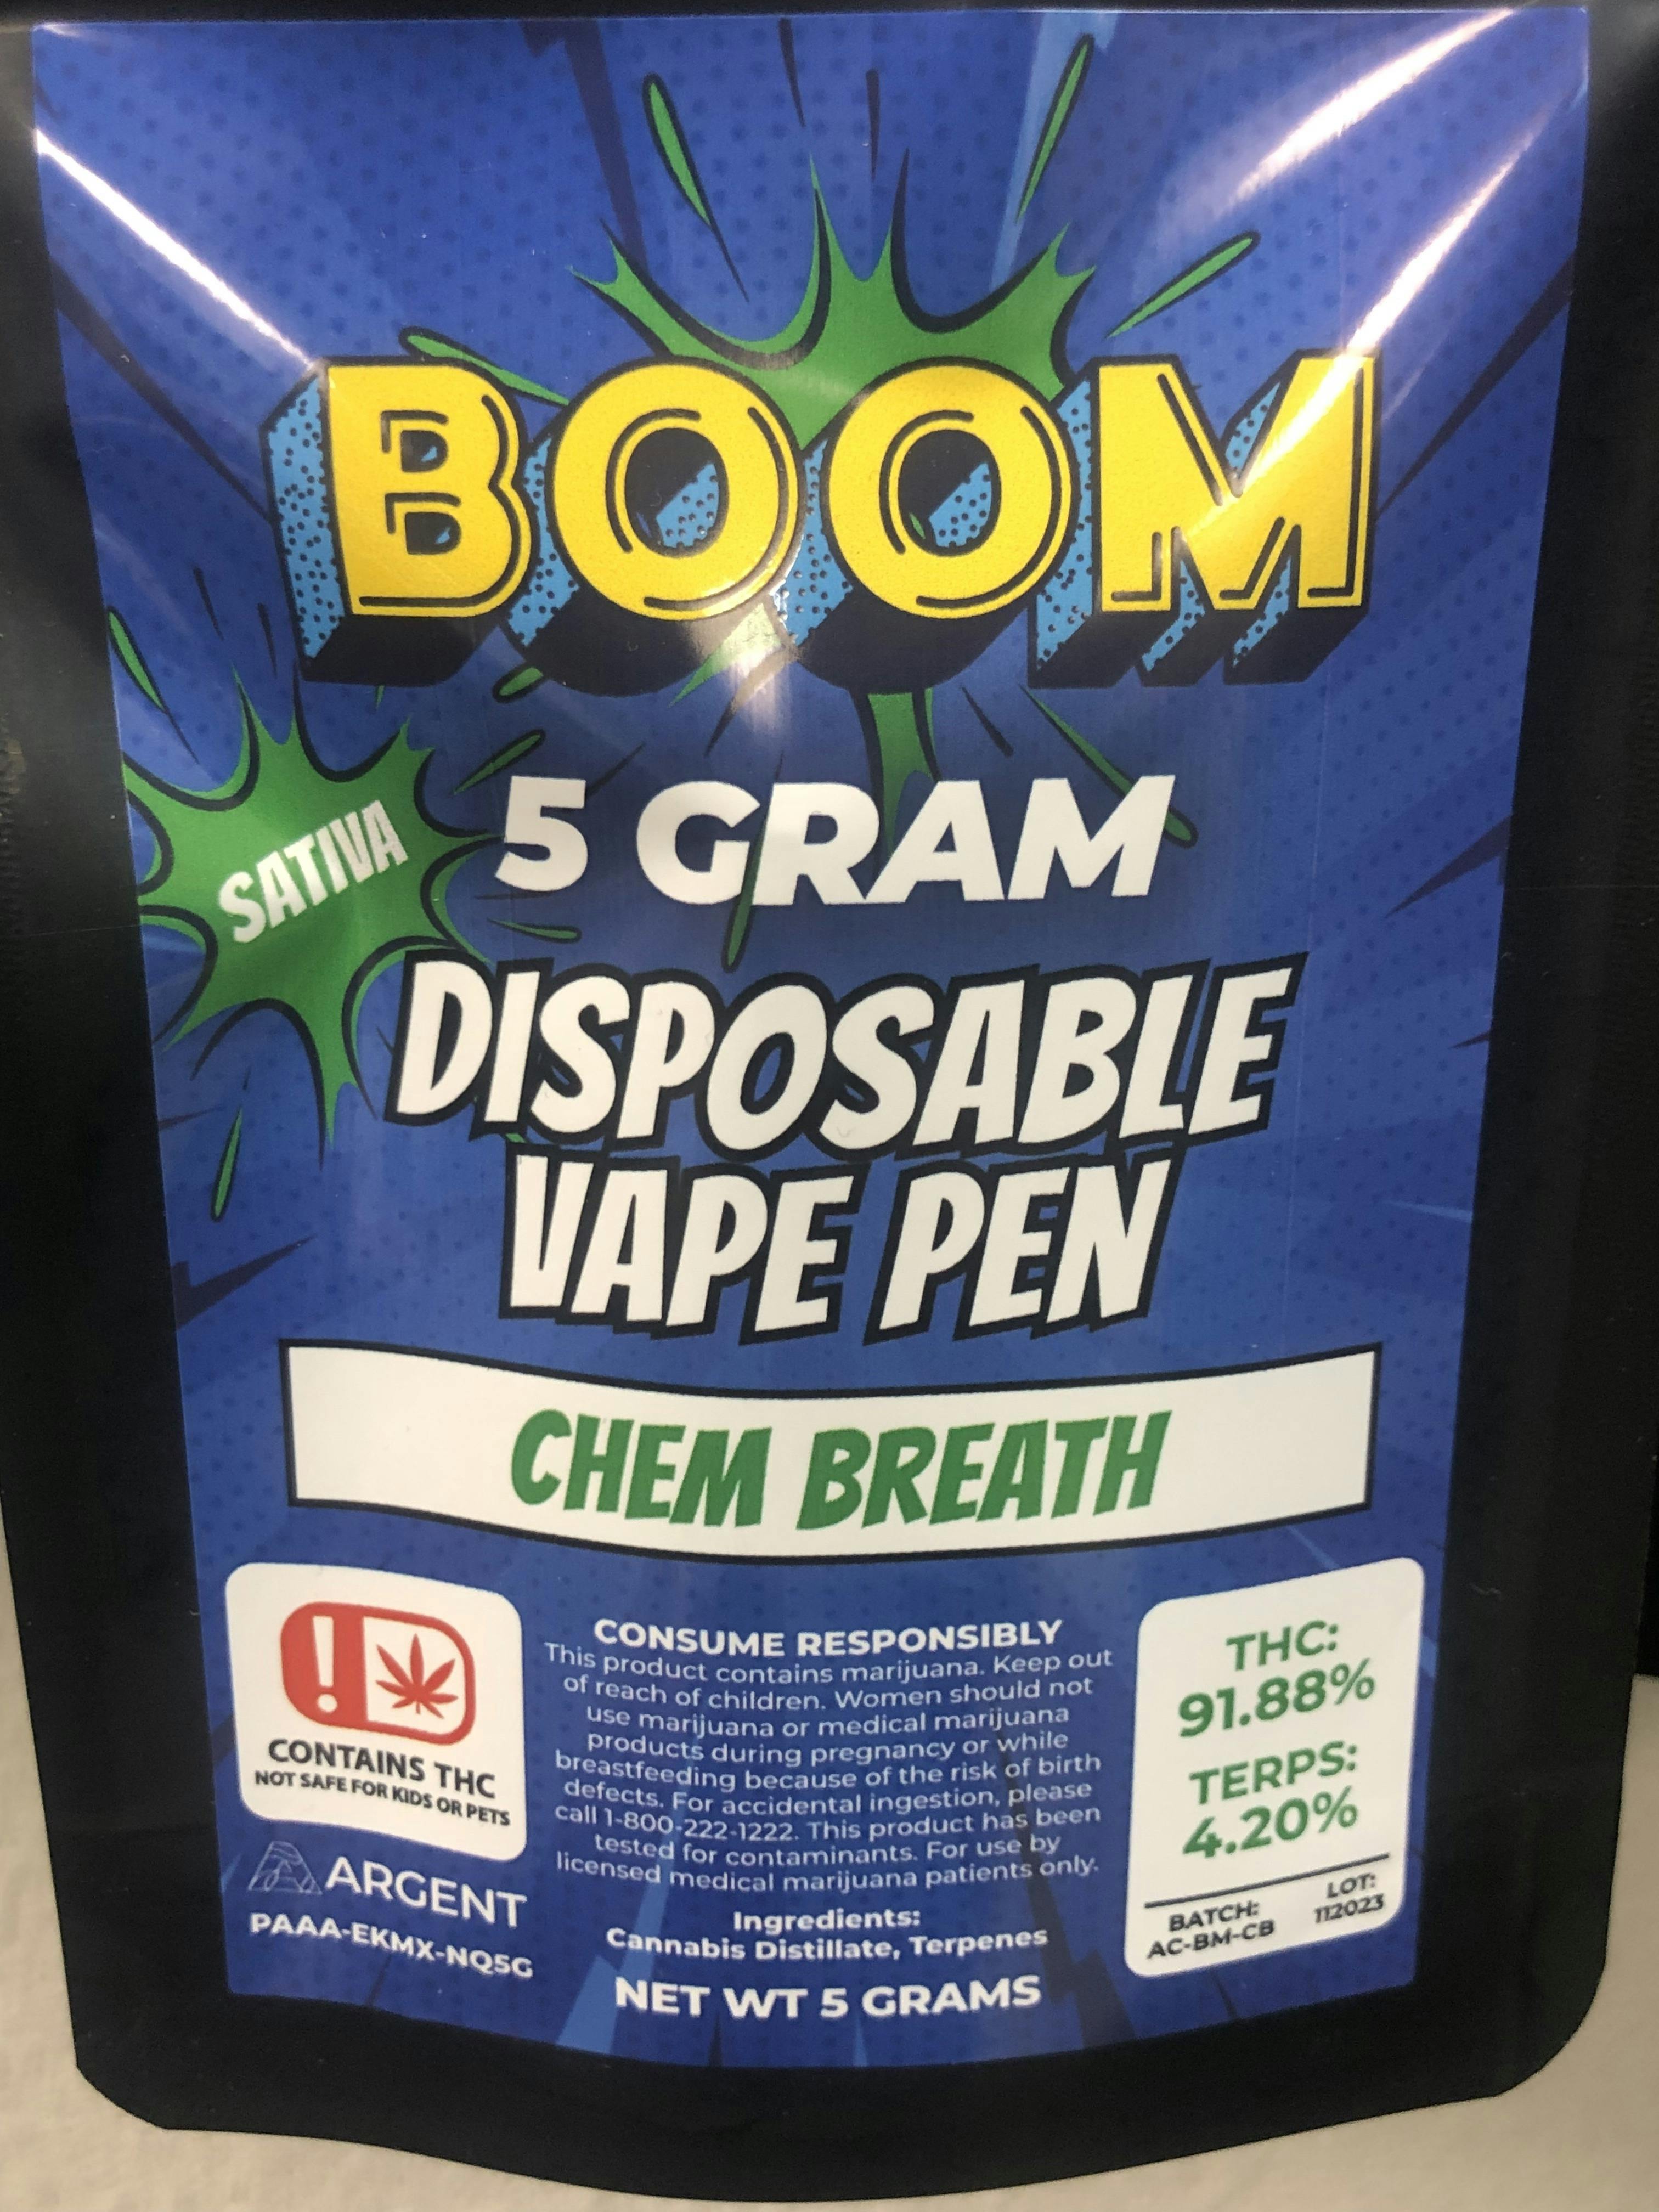 BOOM
SATIVA
5 GRAM
DISPOSABLE
VAPE PEN
CHEM BREATH
CONTAINS THC
NOT SAFE FOR KIDS OR PETS
ARGENT
PAAA-EKMX-NQ5G
CONSUME RESPONSIBLY
This product contains marijuana. Keep out
of reach of children. Women should not
use marijuana or medical marijuana
products during pregnancy or while
breastfeeding because of the risk of birth
defects. For accidental ingestion, please
call 1-800-222-1222. This product has been
tested for contaminants. For use by
licensed medical marijuana patients only.
Ingredients:
Cannabis Distillate, Terpenes
NET WT 5 GRAMS
THC:
91.88%
TERPS:
4.20%
BATCH:
AC-BM-CB
LOT:
112023